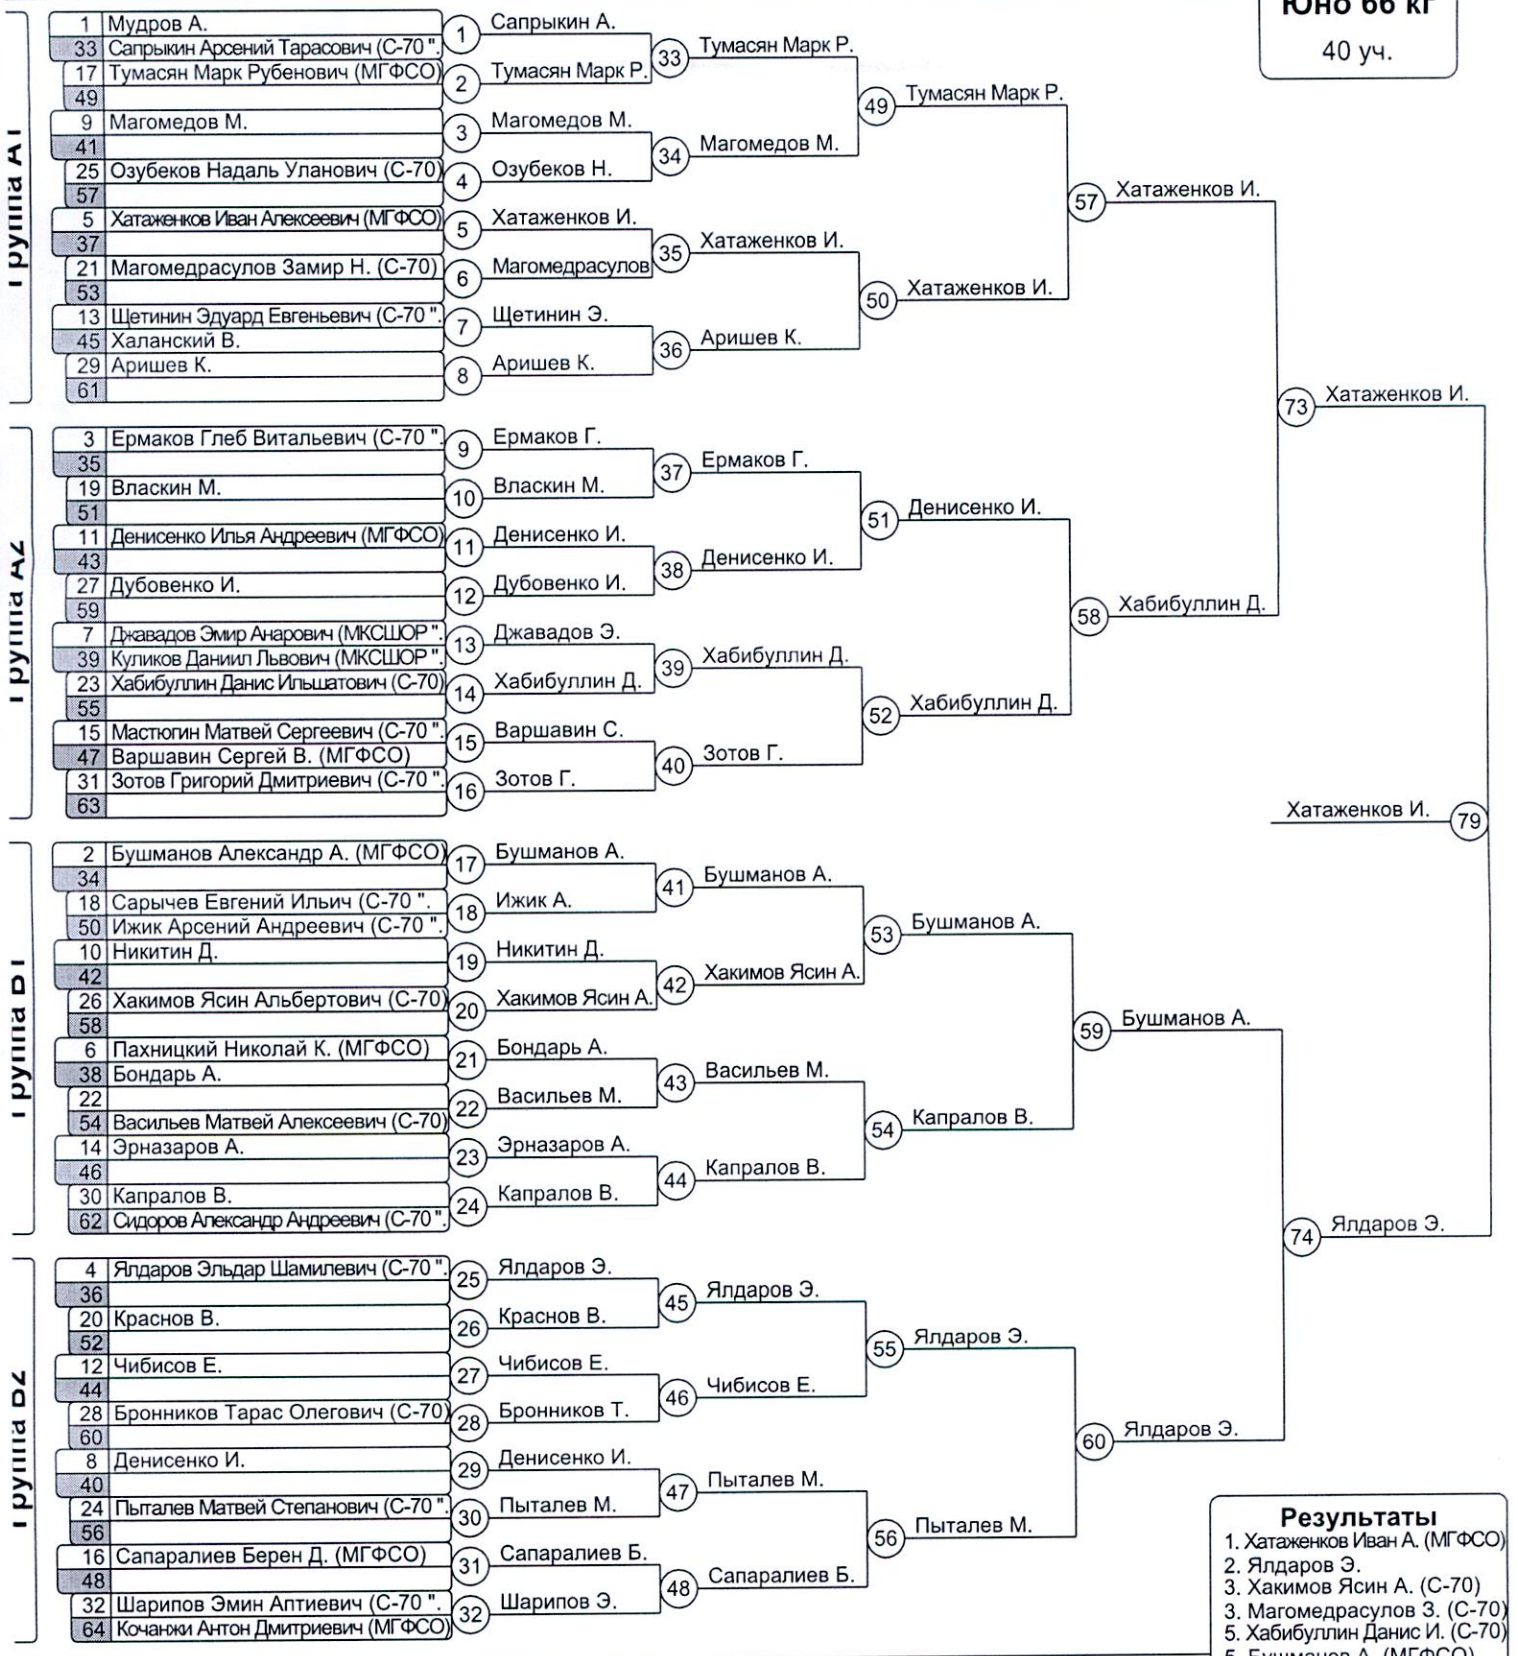 Юно 66 кг
40 уч.
Группа А1
1 Мудров А.
33 Сапрыкин Арсений Тарасович (С-70 ".
17 Тумасян Марк Рубенович (МГФСО)
49
9 Магомедов М.
41
25 Озубеков Надаль Уланович (С-70)
57
5 Хатаженков Иван Алексеевич (МГФСО)
37
21 Магомедрасулов Замир Н. (С-70)
53
13 Щетинин Эдуард Евгеньевич (С-70 ".
45 Халанский В.
29 Аришев К.
61
1 Сапрыкин А.
2 Тумасян Марк Р.
3 Магомедов М.
4 Озубеков Н.
5 Хатаженков И.
6 Магомедрасулов
7 Щетинин Э.
8 Аришев К.
33 Тумасян Марк Р.
34 Магомедов М.
35 Хатаженков И.
36 Аришев К.
49 Тумасян Марк Р.
50 Хатаженков И.
57 Хатаженков И.
Группа А2
3 Ермаков Глеб Витальевич (С-70 ".
35
19 Власкин М.
51
11 Денисенко Илья Андреевич (МГФСО)
43
27 Дубовенко И.
59
7 Джавадов Эмир Анарович (МКСШОР ".
39 Куликов Даниил Львович (МКСШОР ".
23 Хабибуллин Данис Ильшатович (С-70)
55
15 Мастюгин Матвей Сергеевич (С-70 ".
47 Варшавин Сергей В. (МГФСО)
31 Зотов Григорий Дмитриевич (С-70 ".
63
9 Ермаков Г.
10 Власкин М.
11 Денисенко И.
12 Дубовенко И.
13 Джавадов Э.
14 Хабибуллин Д.
15 Варшавин С.
16 Зотов Г.
37 Ермаков Г.
38 Денисенко И.
39 Хабибуллин Д.
40 Зотов Г.
51 Денисенко И.
52 Хабибуллин Д.
58 Хабибуллин Д.
73 Хатаженков И.
Хатаженков И. 79
Группа Б1
2 Бушманов Александр А. (МГФСО)
34
18 Сарычев Евгений Ильич (С-70 ".
50 Ижик Арсений Андреевич (С-70 ".
10 Никитин Д.
42
26 Хакимов Ясин Альбертович (С-70)
58
6 Пахницкий Николай К. (МГФСО)
38 Бондарь А.
22
54 Васильев Матвей Алексеевич (С-70)
14 Эрназаров А.
46
30 Капралов В.
62 Сидоров Александр Андреевич (С-70 ".
17 Бушманов А.
18 Ижик А.
19 Никитин Д.
20 Хакимов Ясин А.
21 Бондарь А.
22 Васильев М.
23 Эрназаров А.
24 Капралов В.
41 Бушманов А.
42 Хакимов Ясин А.
43 Васильев М.
44 Капралов В.
53 Бушманов А.
54 Капралов В.
59 Бушманов А.
Группа Б2
4 Ялдаров Эльдар Шамилевич (С-70 ".
36
20 Краснов В.
52
12 Чибисов Е.
44
28 Бронников Тарас Олегович (С-70)
60
8 Денисенко И.
40
24 Пыталев Матвей Степанович (С-70 ".
56
16 Сапаралиев Берен Д. (МГФСО)
48
32 Шарипов Эмин Аптиевич (С-70 ".
64 Кочанжи Антон Дмитриевич (МГФСО)
25 Ялдаров Э.
26 Краснов В.
27 Чибисов Е.
28 Бронников Т.
29 Денисенко И.
30 Пыталев М.
31 Сапаралиев Б.
32 Шарипов Э.
45 Ялдаров Э.
46 Чибисов Е.
47 Пыталев М.
48 Сапаралиев Б.
55 Ялдаров Э.
56 Пыталев М.
60 Ялдаров Э.
74 Ялдаров Э.
Результаты
1. Хатаженков Иван А. (МГФСО)
2. Ялдаров Э.
3. Хакимов Ясин А. (С-70)
3. Магомедрасулов З. (С-70)
5. Хабибуллин Данис И. (С-70)
5. Бушманов А. (МГФСО)